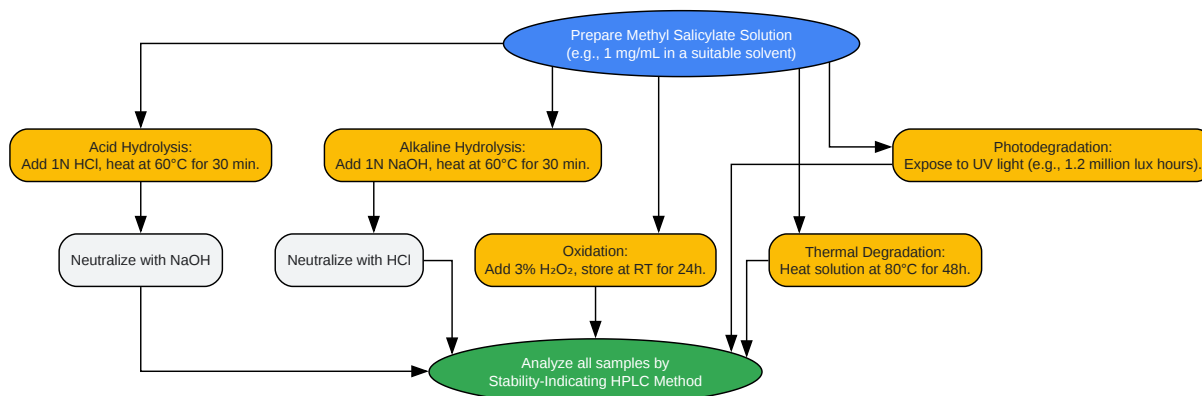 Prepare Methyl Salicylate Solution
(e.g., 1 mg/mL in a suitable solvent)
Acid Hydrolysis:
Add 1N HCl, heat at 60°C for 30 min.
Alkaline Hydrolysis:
Add 1N NaOH, heat at 60°C for 30 min.
Photodegradation:
Expose to UV light (e.g., 1.2 million lux hours).
Neutralize with NaOH
Neutralize with HCl
Oxidation:
Add 3% H₂O₂, store at RT for 24h.
Thermal Degradation:
Heat solution at 80°C for 48h.
Analyze all samples by
Stability-Indicating HPLC Method